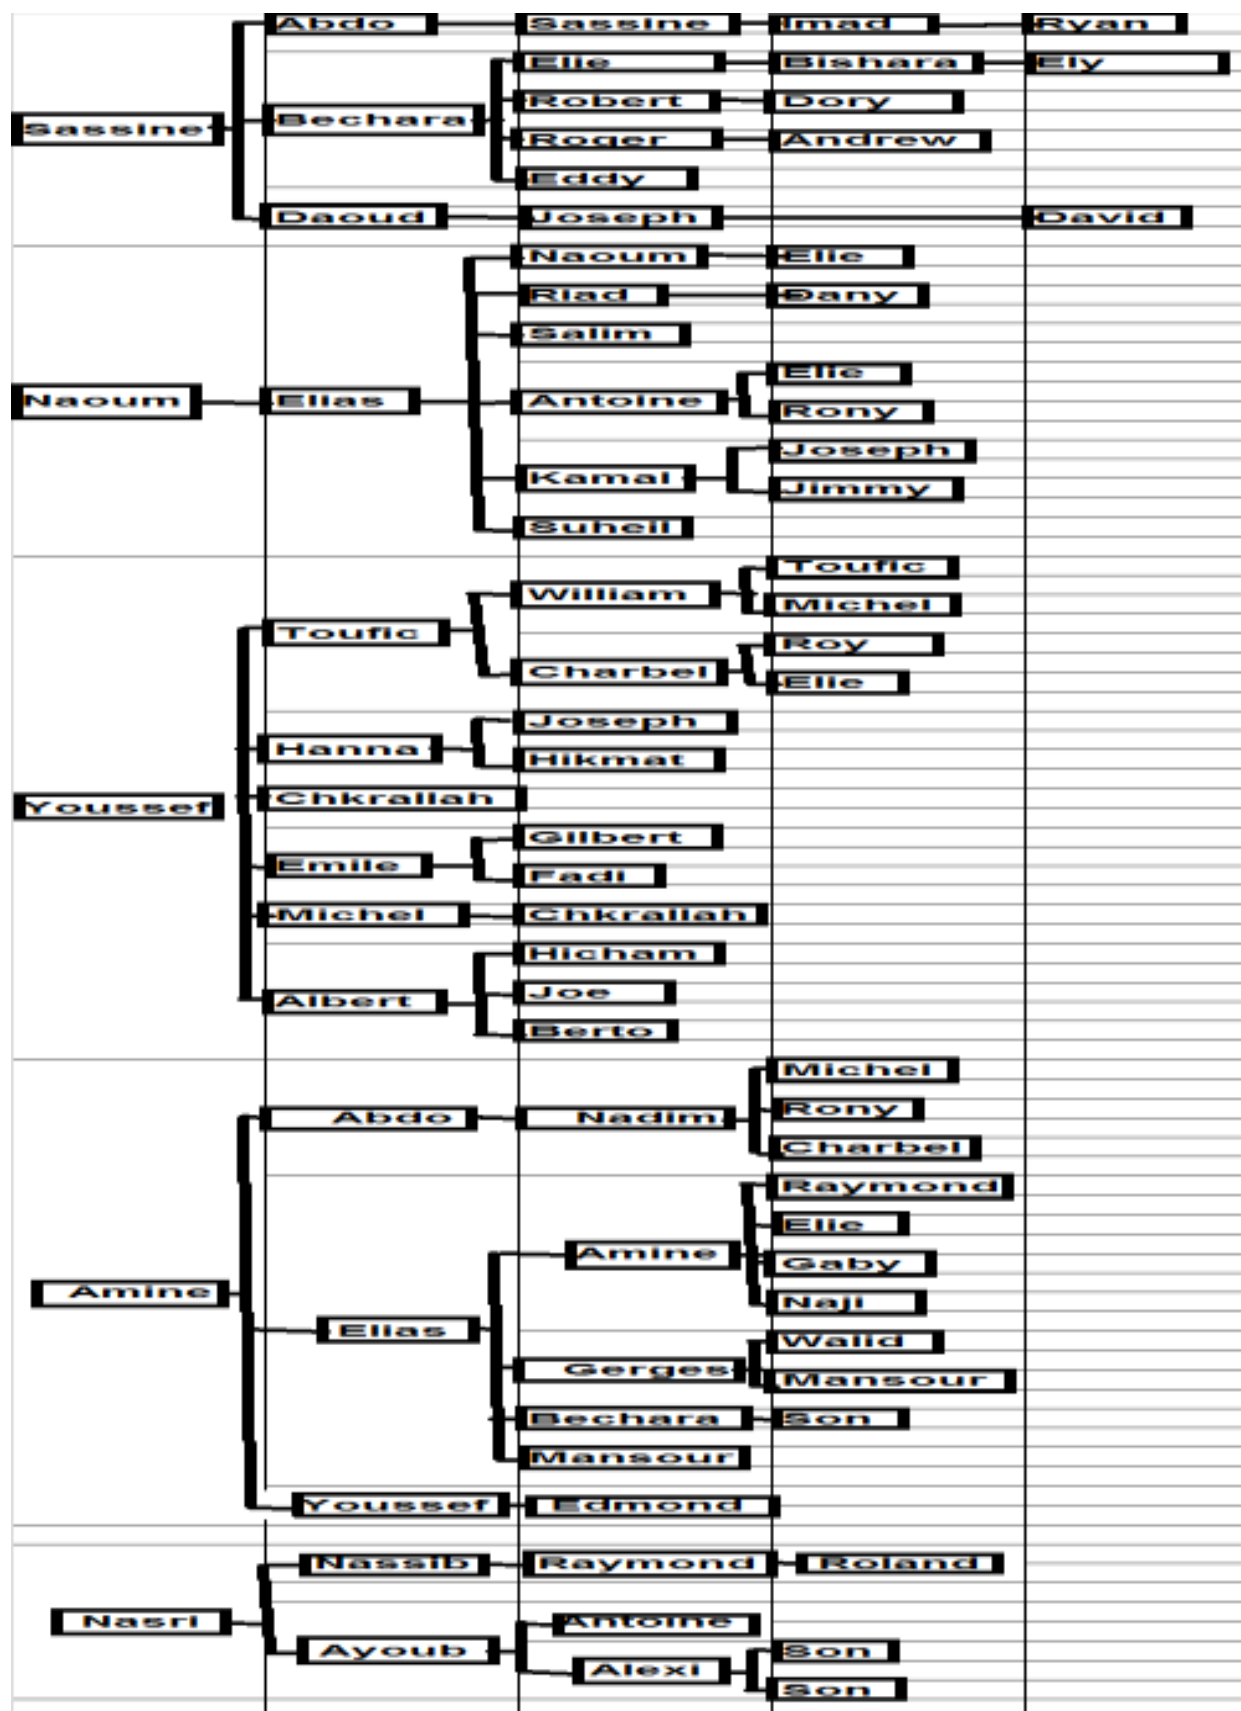 Abdo Sassine Imad Ryan
Elie Bishara Ely
Robert Dory
Bechara
Sassine
Roger Andrew
Eddy
Daoud Joseph David
Naoum Elie
Riad Dany
Salim
Elie
Naoum Elias Antoine
Rony
Joseph
Kamal
Jimmy
Suheil
Toufic
William
Michel
Toufic
Roy
Charbel
Elie
Joseph
Hanna
Hikmat
Chkrallah
Youssef
Gilbert
Emile
Fadi
Michel Chkrallah
Hicham
Joe
Albert
Berto
Michel
Rony
Abdo Nadim
Charbel
Raymond
Elie
Amine
Gaby
Amine
Naji
Elias
Walid
Gerges
Mansour
Bechara Son
Mansour
Youssef Edmond
Nassib Raymond Roland
Nasri
Antoine
Ayoub
Son
Alexi
Son